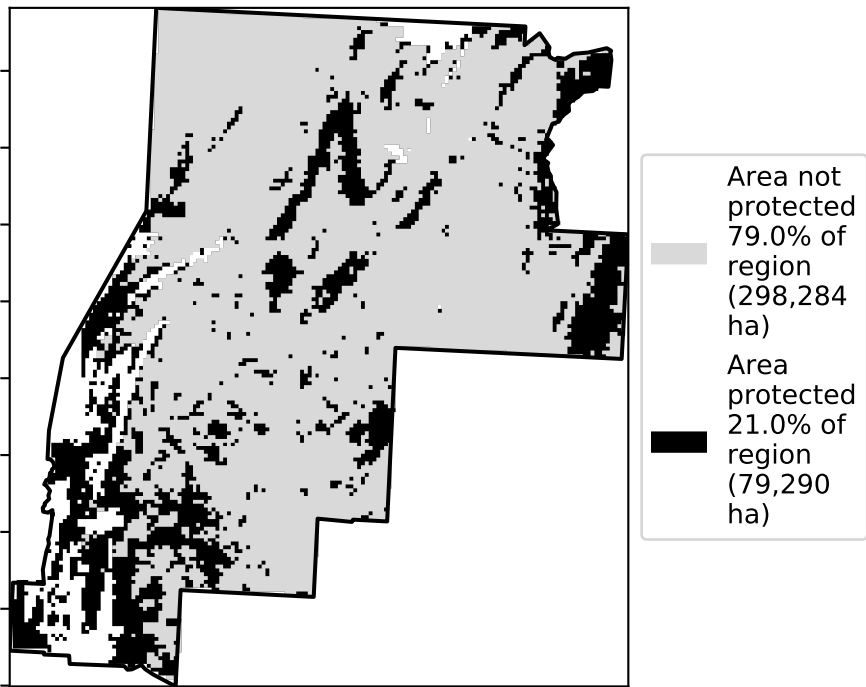 Area not
protected
79.0% of
region
(298,284
ha)
Area
protected
21.0% of
region
(79,290
ha)